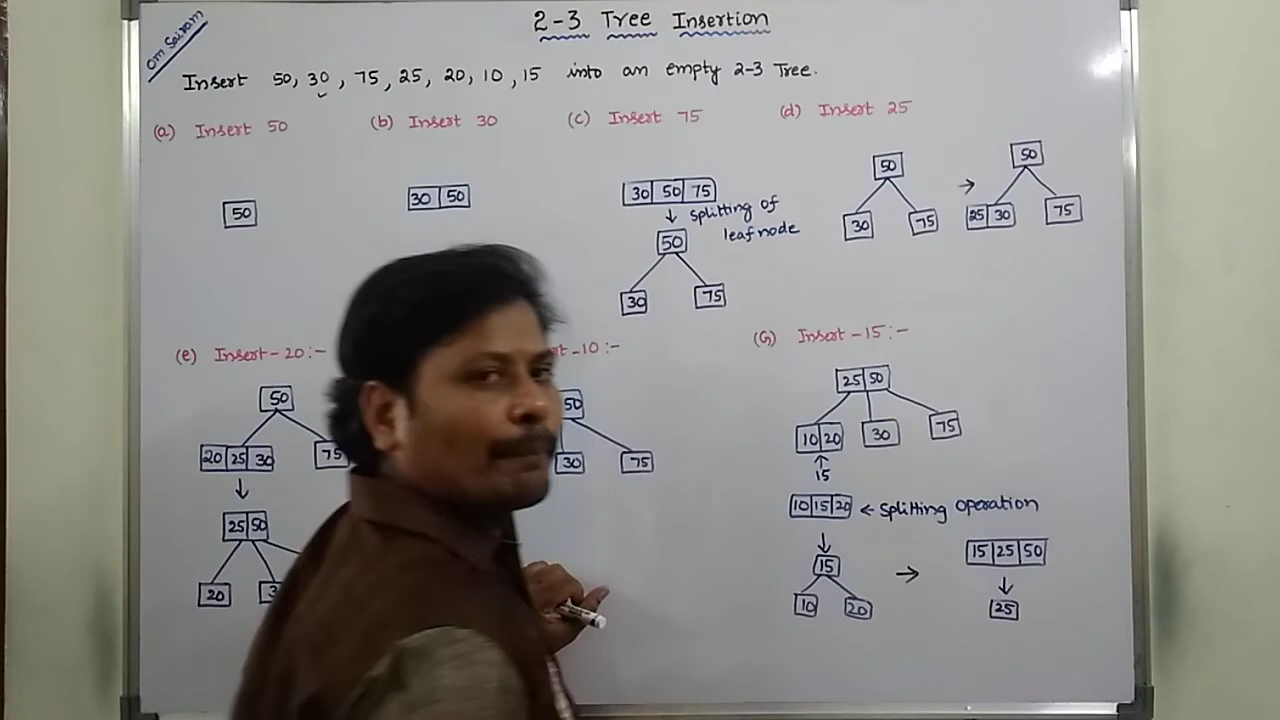 Om Sairam
2-3 Tree Insertion
Insert 50, 30, 75, 25, 20, 10, 15 into an empty 2-3 Tree.
(a) Insert 50
50
(b) Insert 30
30 50
(c) Insert 75
30 50 75
↓ Splitting of
leaf node
50
30 75
(d) Insert 25
50
30 75
→
50
25 30 75
(e) Insert-20:-
50
20 25 30 75
↓
25 50
20
rt-10:-
50
30 75
(G) Insert-15:-
25 50
10 20 30 75
↑
15
10 15 20 ← Splitting operation
↓
15
10 20
→
15 25 50
↓
25